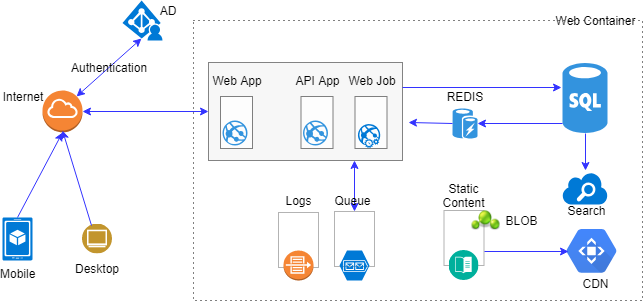 AD
Web Container
Authentication
Internet
Web App
API App
Web Job
REDIS
SQL
Logs
Queue
Static
Content
BLOB
Search
Mobile
Desktop
CDN